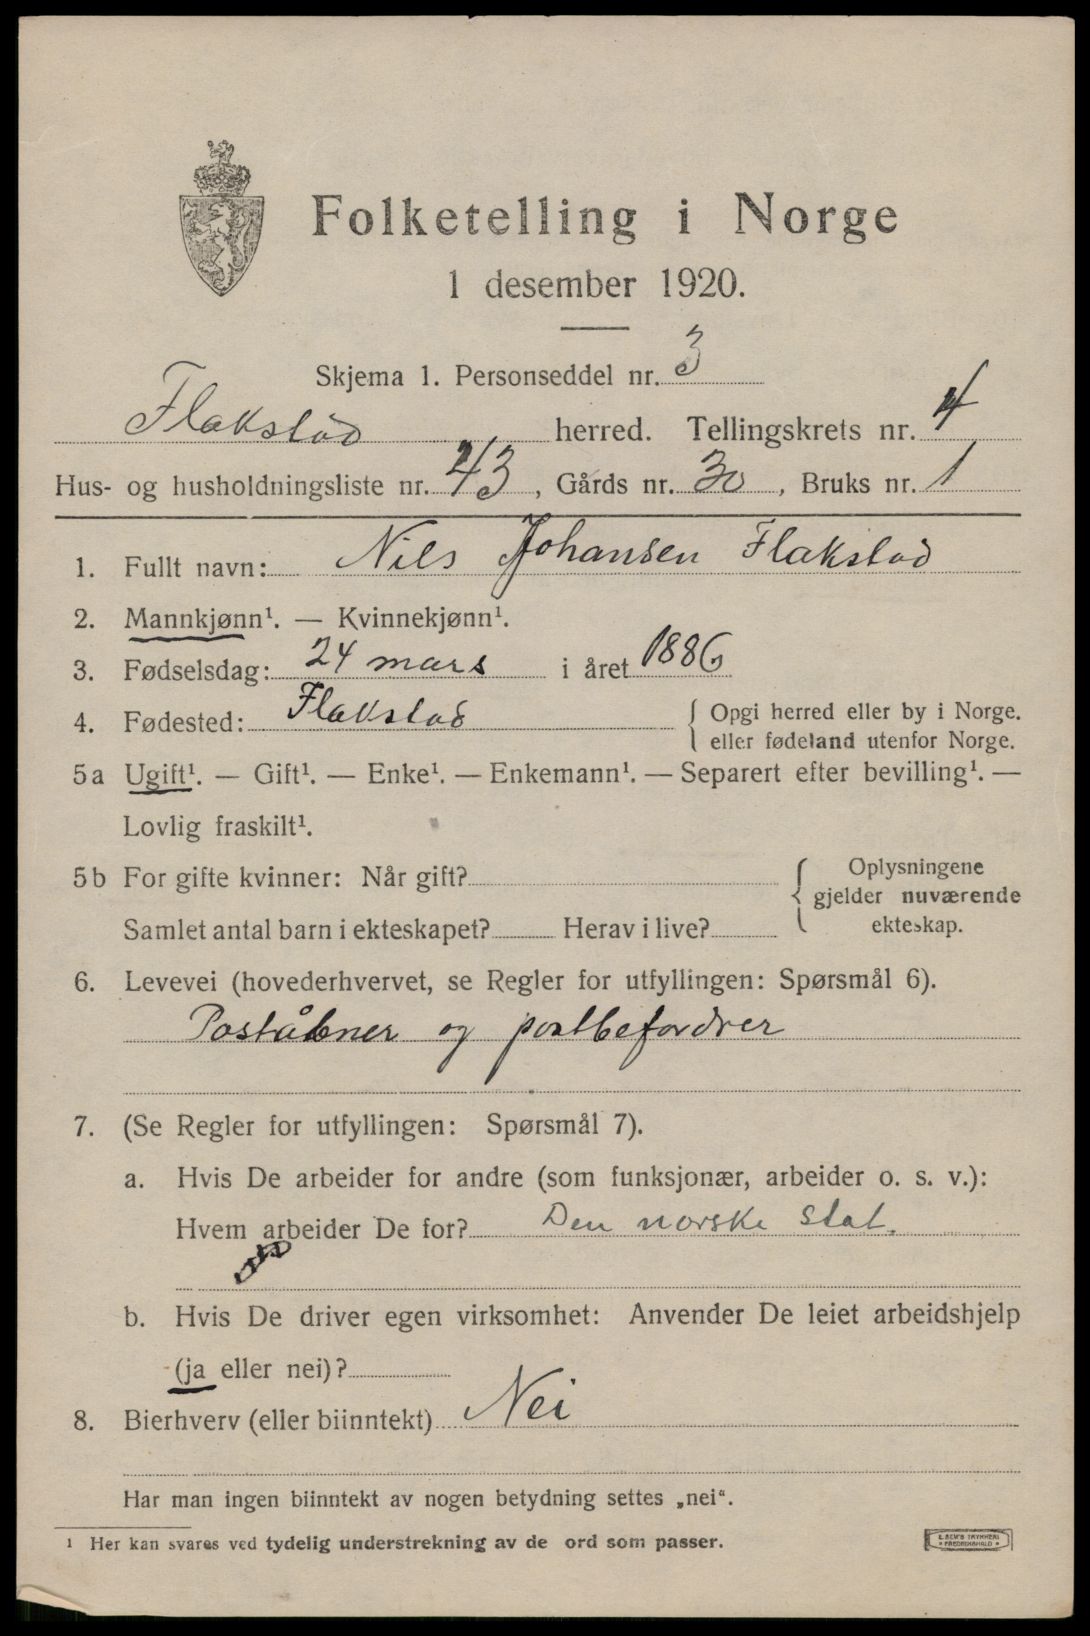 Folketelling i Norge
1 desember 1920.
Skjema 1. Personseddel nr. 3
Flakstad herred. Tellingskrets nr. 4
Hus- og husholdningsliste nr. 43, Gårds nr. 30, Bruks nr. 1
1. Fullt navn: Nils Johansen Flakstad
2. Mannkjønn¹. — Kvinnekjønn¹.
3. Fødselsdag: 24 mars i året 1886
4. Fødested: Flakstad { Opgi herred eller by i Norge.
eller fødeland utenfor Norge.
5a Ugift¹. — Gift¹. — Enke¹. — Enkemann¹. — Separert efter bevilling¹. —
Lovlig fraskilt¹.
5b For gifte kvinner: Når gift? { Oplysningene
gjelder nuværende
ekteskap.
Samlet antal barn i ekteskapet? Herav i live?
6. Levevei (hovederhvervet, se Regler for utfyllingen: Spørsmål 6).
Poståbner og postbefordrer
7. (Se Regler for utfyllingen: Spørsmål 7).
a. Hvis De arbeider for andre (som funksjonær, arbeider o. s. v.):
Hvem arbeider De for? Den norske stat.
b. Hvis De driver egen virksomhet: Anvender De leiet arbeidshjelp
(ja eller nei)?
8. Bierhverv (eller biinntekt) Nei
Har man ingen biinntekt av nogen betydning settes „nei“.
¹ Her kan svares ved tydelig understrekning av de ord som passer.